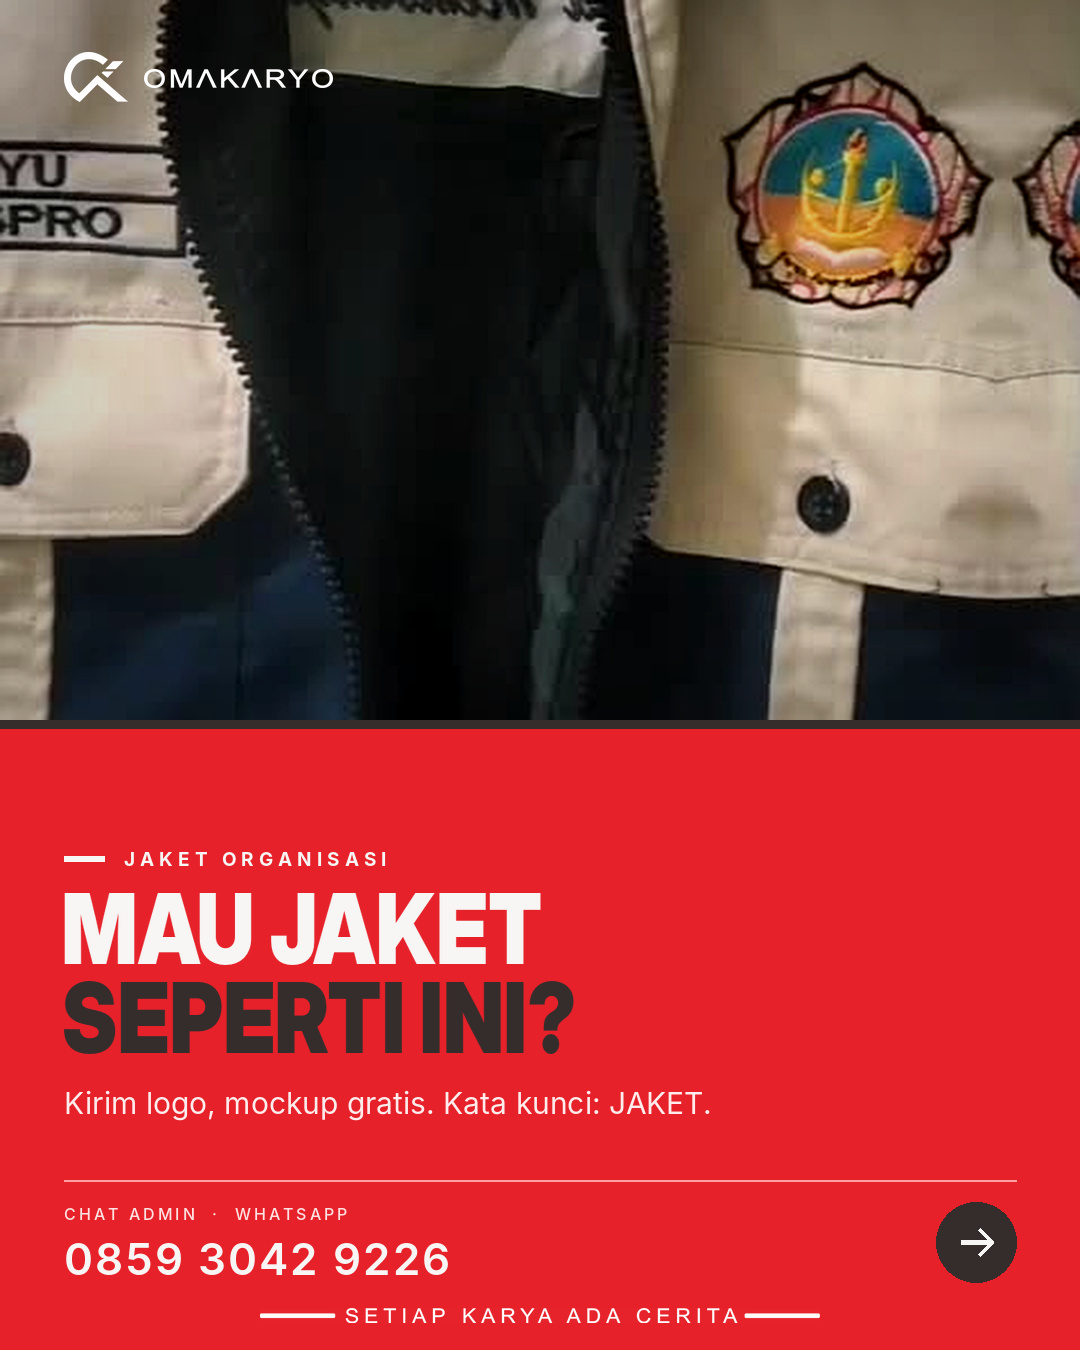 OMAKARYO
YU
SPRO
JAKET ORGANISASI
MAU JAKET
SEPERTI INI?
Kirim logo, mockup gratis. Kata kunci: JAKET.
CHAT ADMIN · WHATSAPP
0859 3042 9226
SETIAP KARYA ADA CERITA